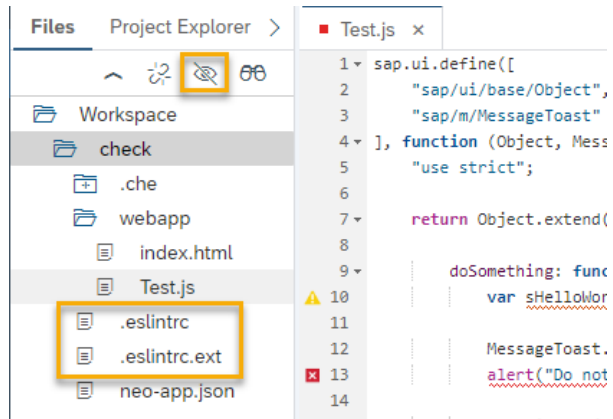 Files Project Explorer
Workspace
check
.che
webapp
index.html
Test.js
.eslintrc
.eslintrc.ext
neo-app.json
Test.js ×
1 sap.ui.define([
2 "sap/ui/base/Object",
3 "sap/m/MessageToast"
4 ], function (Object, Mess
5 "use strict";
6
7 return Object.extend(
8
9 doSomething: func
10 var sHelloWor
11
12 MessageToast.
13 alert("Do not
14